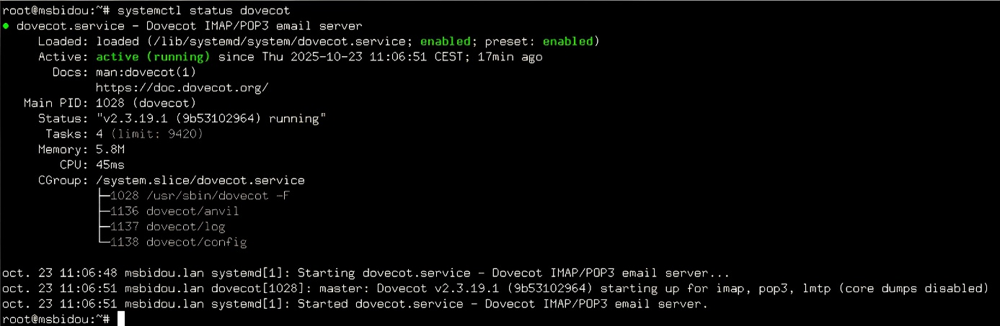 root@msbidou:~# systemctl status dovecot
● dovecot.service – Dovecot IMAP/POP3 email server
     Loaded: loaded (/lib/systemd/system/dovecot.service; enabled; preset: enabled)
     Active: active (running) since Thu 2025-10-23 11:06:51 CEST; 17min ago
       Docs: man:dovecot(1)
             https://doc.dovecot.org/
   Main PID: 1028 (dovecot)
     Status: "v2.3.19.1 (9b53102964) running"
      Tasks: 4 (limit: 9420)
     Memory: 5.8M
        CPU: 45ms
     CGroup: /system.slice/dovecot.service
             ├─1028 /usr/sbin/dovecot -F
             ├─1136 dovecot/anvil
             ├─1137 dovecot/log
             └─1138 dovecot/config
oct. 23 11:06:48 msbidou.lan systemd[1]: Starting dovecot.service – Dovecot IMAP/POP3 email server...
oct. 23 11:06:51 msbidou.lan dovecot[1028]: master: Dovecot v2.3.19.1 (9b53102964) starting up for imap, pop3, lmtp (core dumps disabled)
oct. 23 11:06:51 msbidou.lan systemd[1]: Started dovecot.service – Dovecot IMAP/POP3 email server.
root@msbidou:~#